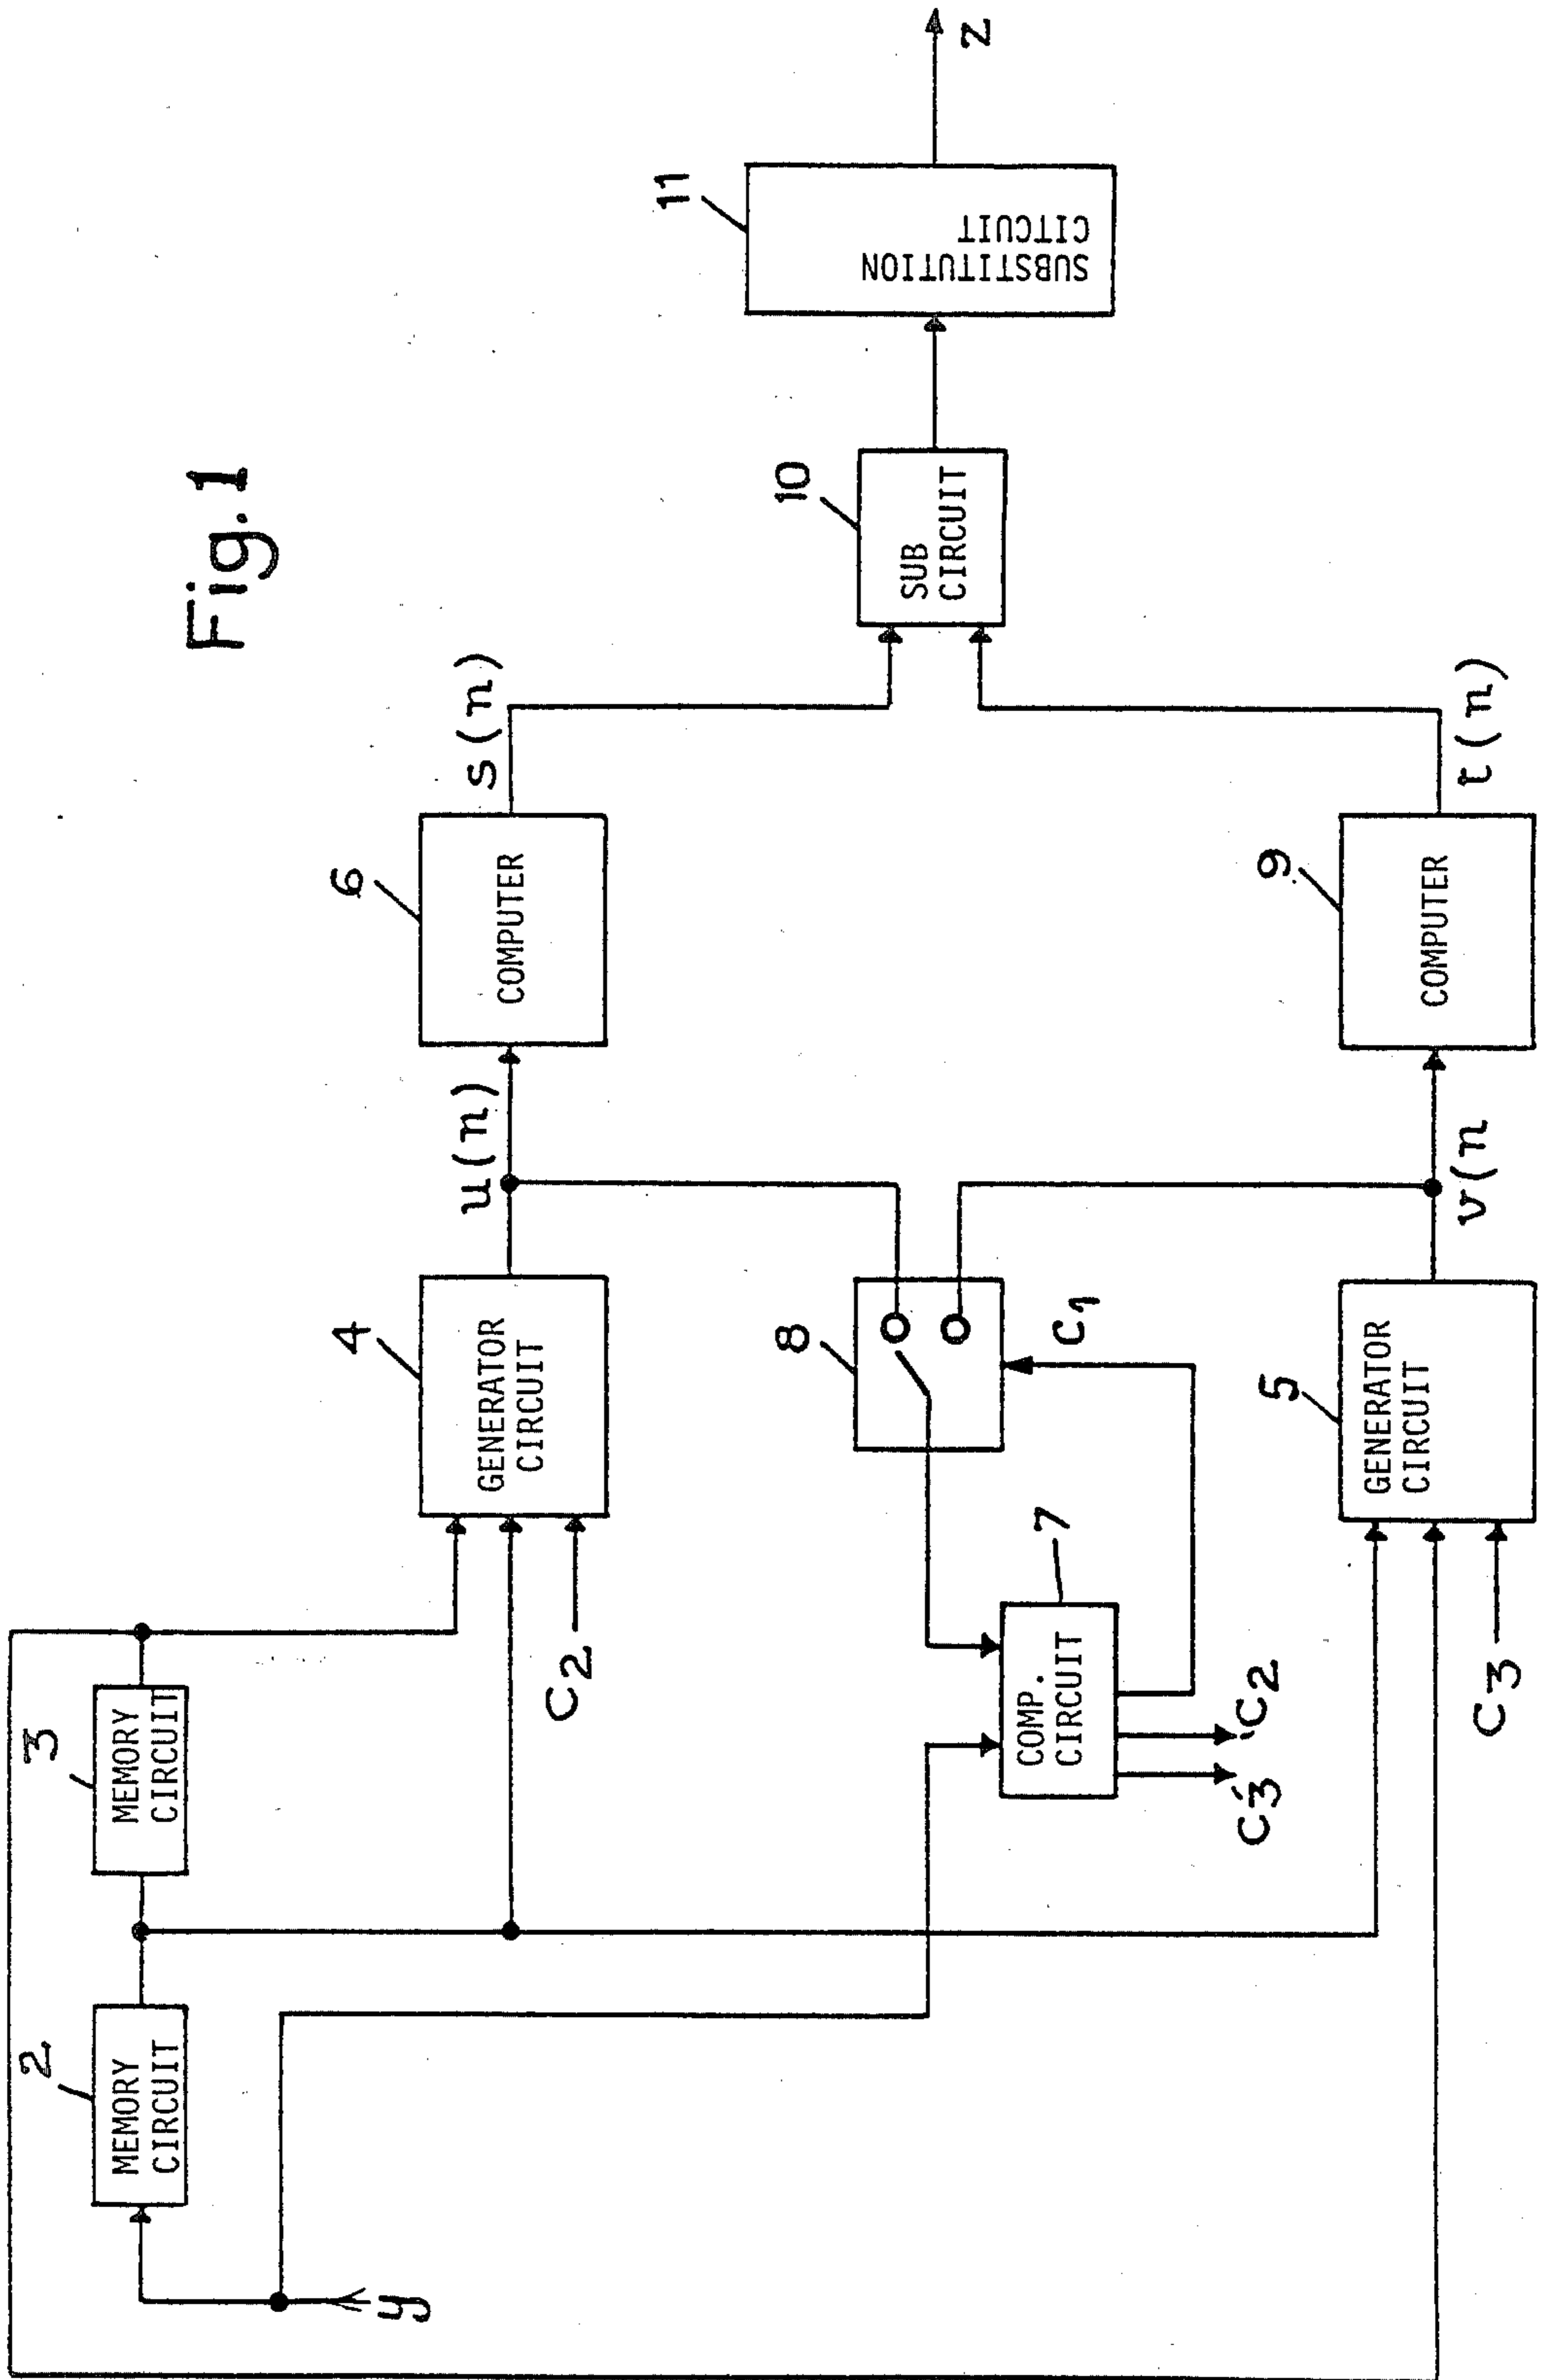 Fig. 1
2
MEMORY
CIRCUIT
3
MEMORY
CIRCUIT
y
4
GENERATOR
CIRCUIT
C2
u(n)
6
COMPUTER
s(n)
7
COMP.
CIRCUIT
C3
C2
8
C1
10
SUB
CIRCUIT
11
SUBSTITUTION
CITCUIT
z
5
GENERATOR
CIRCUIT
C3
v(n
9
COMPUTER
t(n)